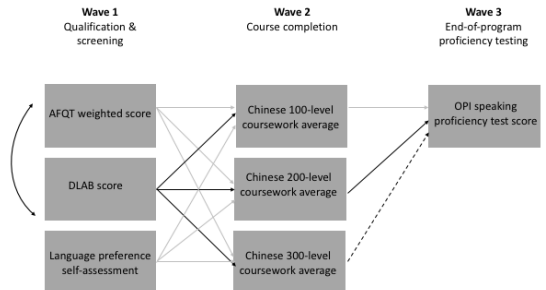 Wave 1
Qualification &
screening
Wave 2
Course completion
Wave 3
End-of-program
proficiency testing
AFQT weighted score
DLAB score
Language preference
self-assessment
Chinese 100-level
coursework average
Chinese 200-level
coursework average
Chinese 300-level
coursework average
OPI speaking
proficiency test score